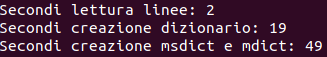 Secondi lettura linee: 2
Secondi creazione dizionario: 19
Secondi creazione msdict e mdict: 49